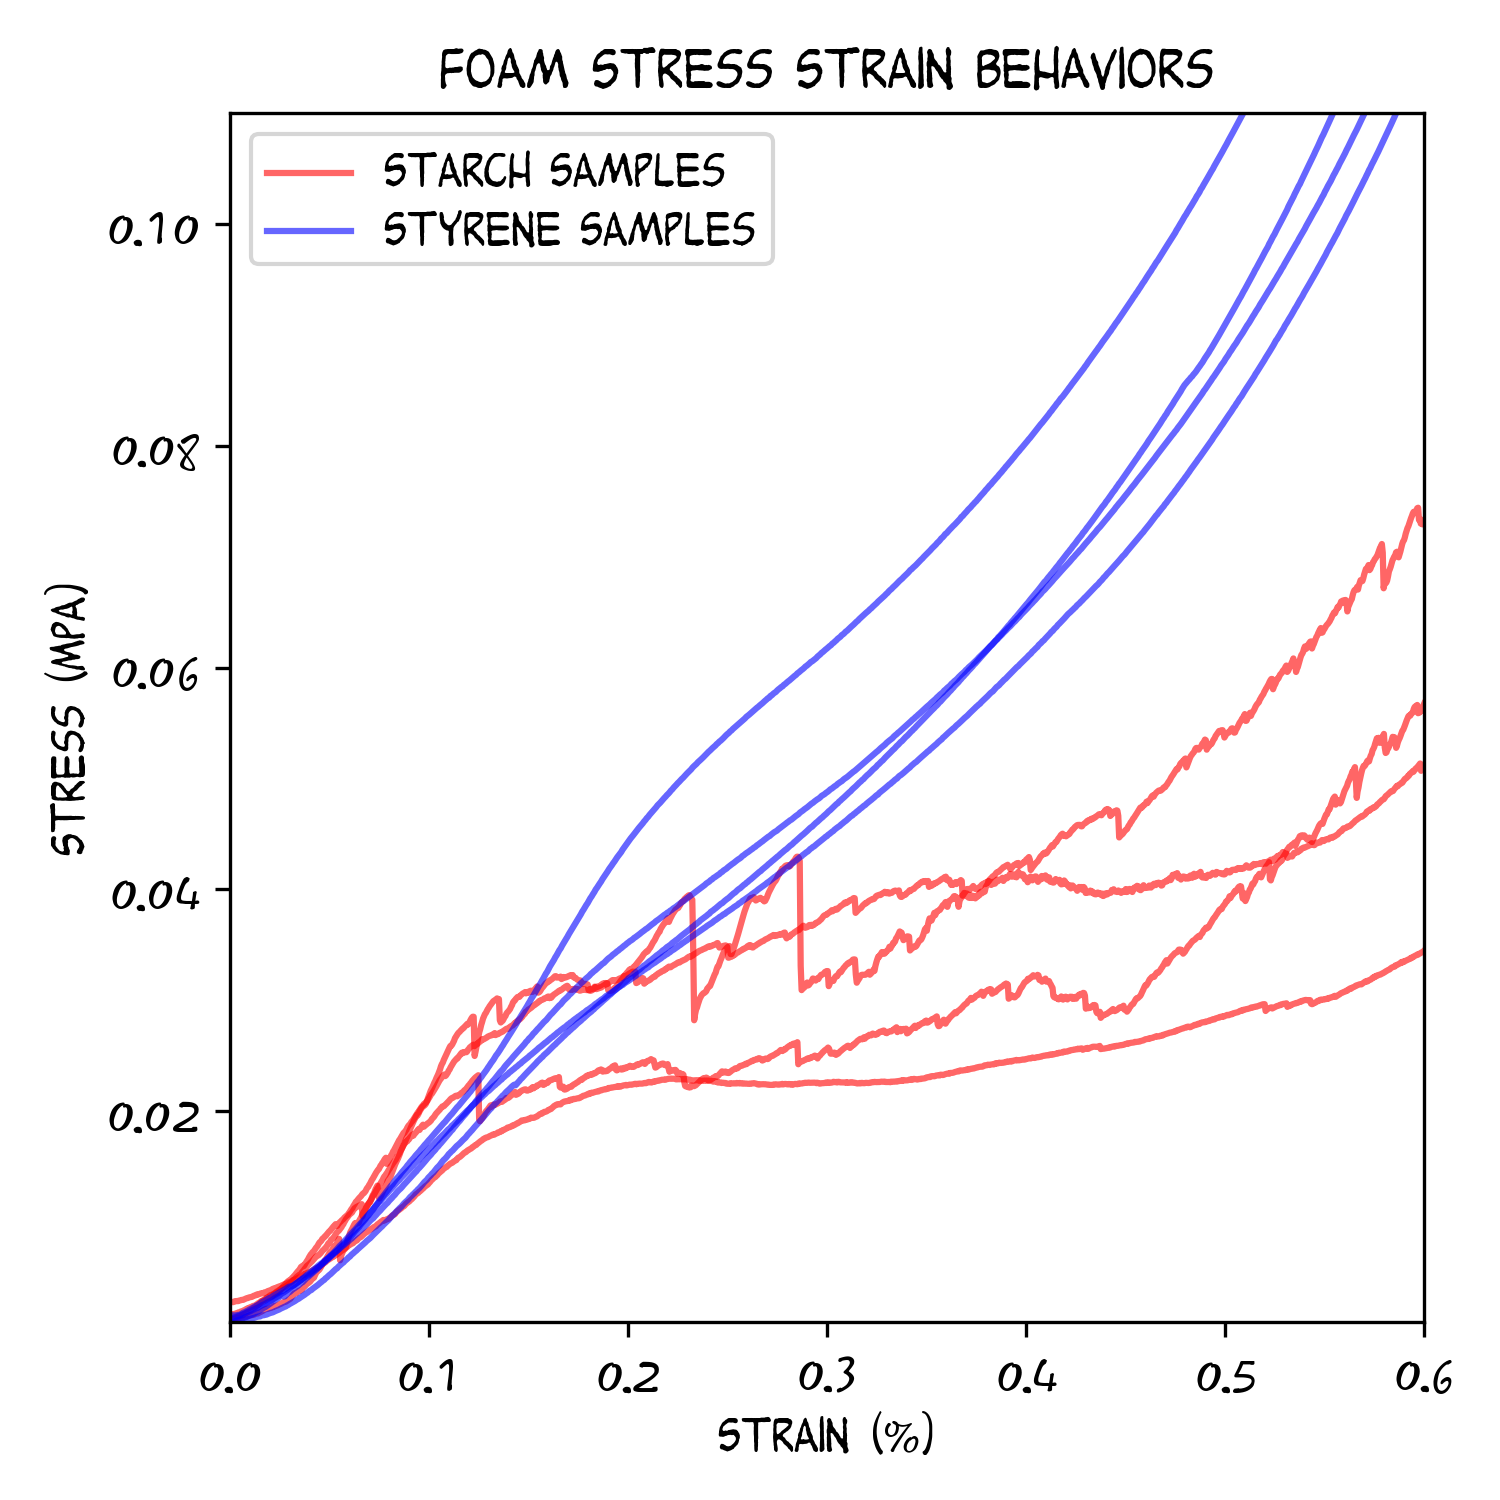 FOAM STRESS STRAIN BEHAVIORS
STARCH SAMPLES
STYRENE SAMPLES
0.10
0.08
0.06
0.04
0.02
STRESS (MPA)
0.0 0.1 0.2 0.3 0.4 0.5 0.6
STRAIN (%)